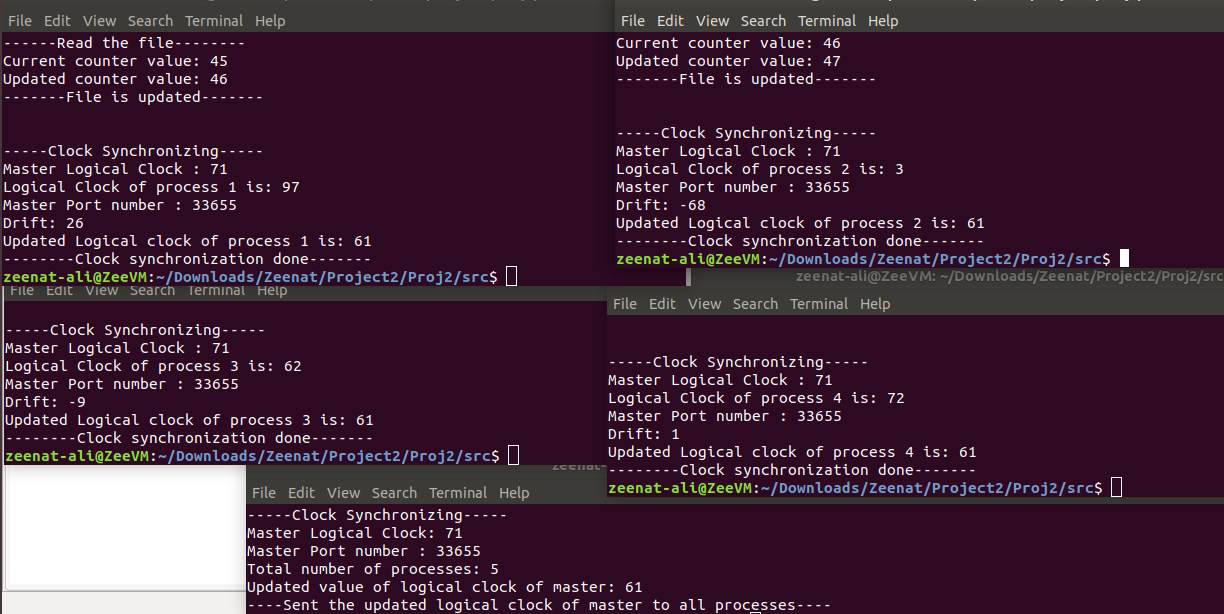 File Edit View Search Terminal Help
------Read the file--------
Current counter value: 45
Updated counter value: 46
-------File is updated-------
-----Clock Synchronizing-----
Master Logical Clock : 71
Logical Clock of process 1 is: 97
Master Port number : 33655
Drift: 26
Updated Logical clock of process 1 is: 61
--------Clock synchronization done-------
zeenat-ali@ZeeVM:~/Downloads/Zeenat/Project2/Proj2/src$
File Edit View Search Terminal Help
Current counter value: 46
Updated counter value: 47
-------File is updated-------
-----Clock Synchronizing-----
Master Logical Clock : 71
Logical Clock of process 2 is: 3
Master Port number : 33655
Drift: -68
Updated Logical clock of process 2 is: 61
--------Clock synchronization done-------
zeenat-ali@ZeeVM:~/Downloads/Zeenat/Project2/Proj2/src$
File Edit View Search Terminal Help
-----Clock Synchronizing-----
Master Logical Clock : 71
Logical Clock of process 3 is: 62
Master Port number : 33655
Drift: -9
Updated Logical clock of process 3 is: 61
--------Clock synchronization done-------
zeenat-ali@ZeeVM:~/Downloads/Zeenat/Project2/Proj2/src$
zeenat-ali@ZeeVM: ~/Downloads/Zeenat/Project2/Proj2/src
File Edit View Search Terminal Help
-----Clock Synchronizing-----
Master Logical Clock : 71
Logical Clock of process 4 is: 72
Master Port number : 33655
Drift: 1
Updated Logical clock of process 4 is: 61
--------Clock synchronization done-------
zeenat-ali@ZeeVM:~/Downloads/Zeenat/Project2/Proj2/src$
zeenat-
File Edit View Search Terminal Help
-----Clock Synchronizing-----
Master Logical Clock: 71
Master Port number : 33655
Total number of processes: 5
Updated value of logical clock of master: 61
----Sent the updated logical clock of master to all processes----